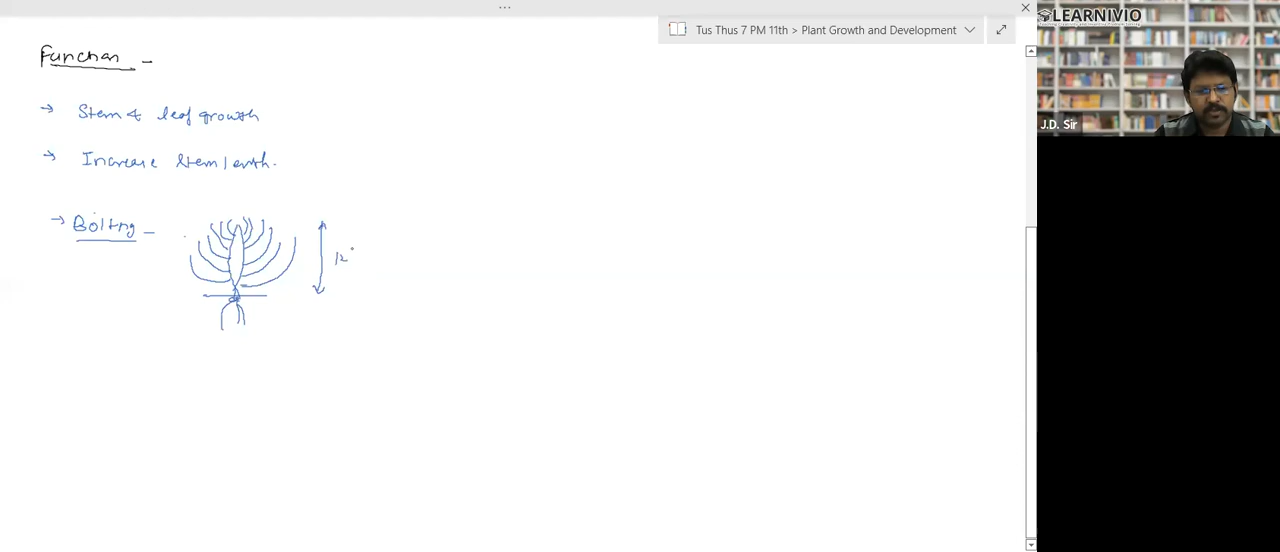 Tus Thus 7 PM 11th > Plant Growth and Development
LEARNIVIO
J.D. Sir
Function -
→ Stem & leaf growth
→ Increase stem length.
→ Bolting -
12"